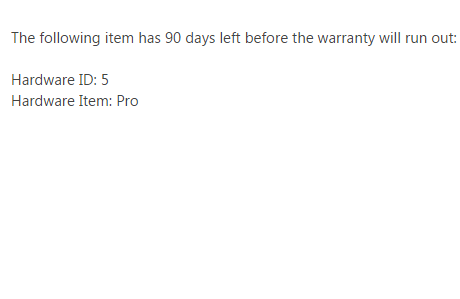 The following item has 90 days left before the warranty will run out:
Hardware ID: 5
Hardware Item: Pro